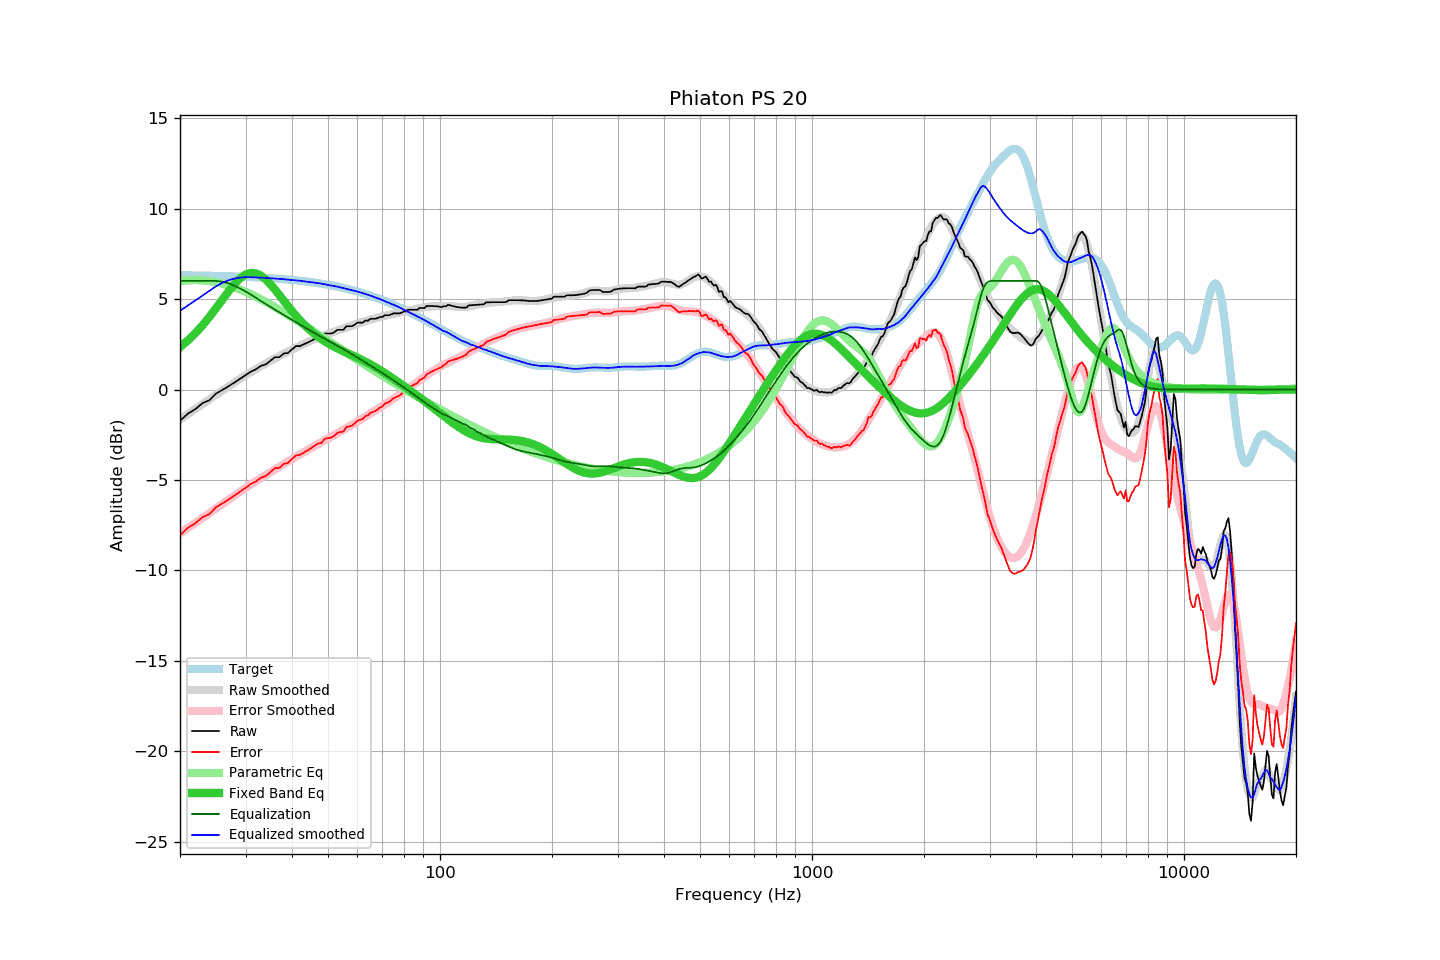 Phiaton PS 20
15
10
5
0
−5
−10
−15
−20
−25
Amplitude (dBr)
Target
Raw Smoothed
Error Smoothed
Raw
Error
Parametric Eq
Fixed Band Eq
Equalization
Equalized smoothed
100
1000
10000
Frequency (Hz)